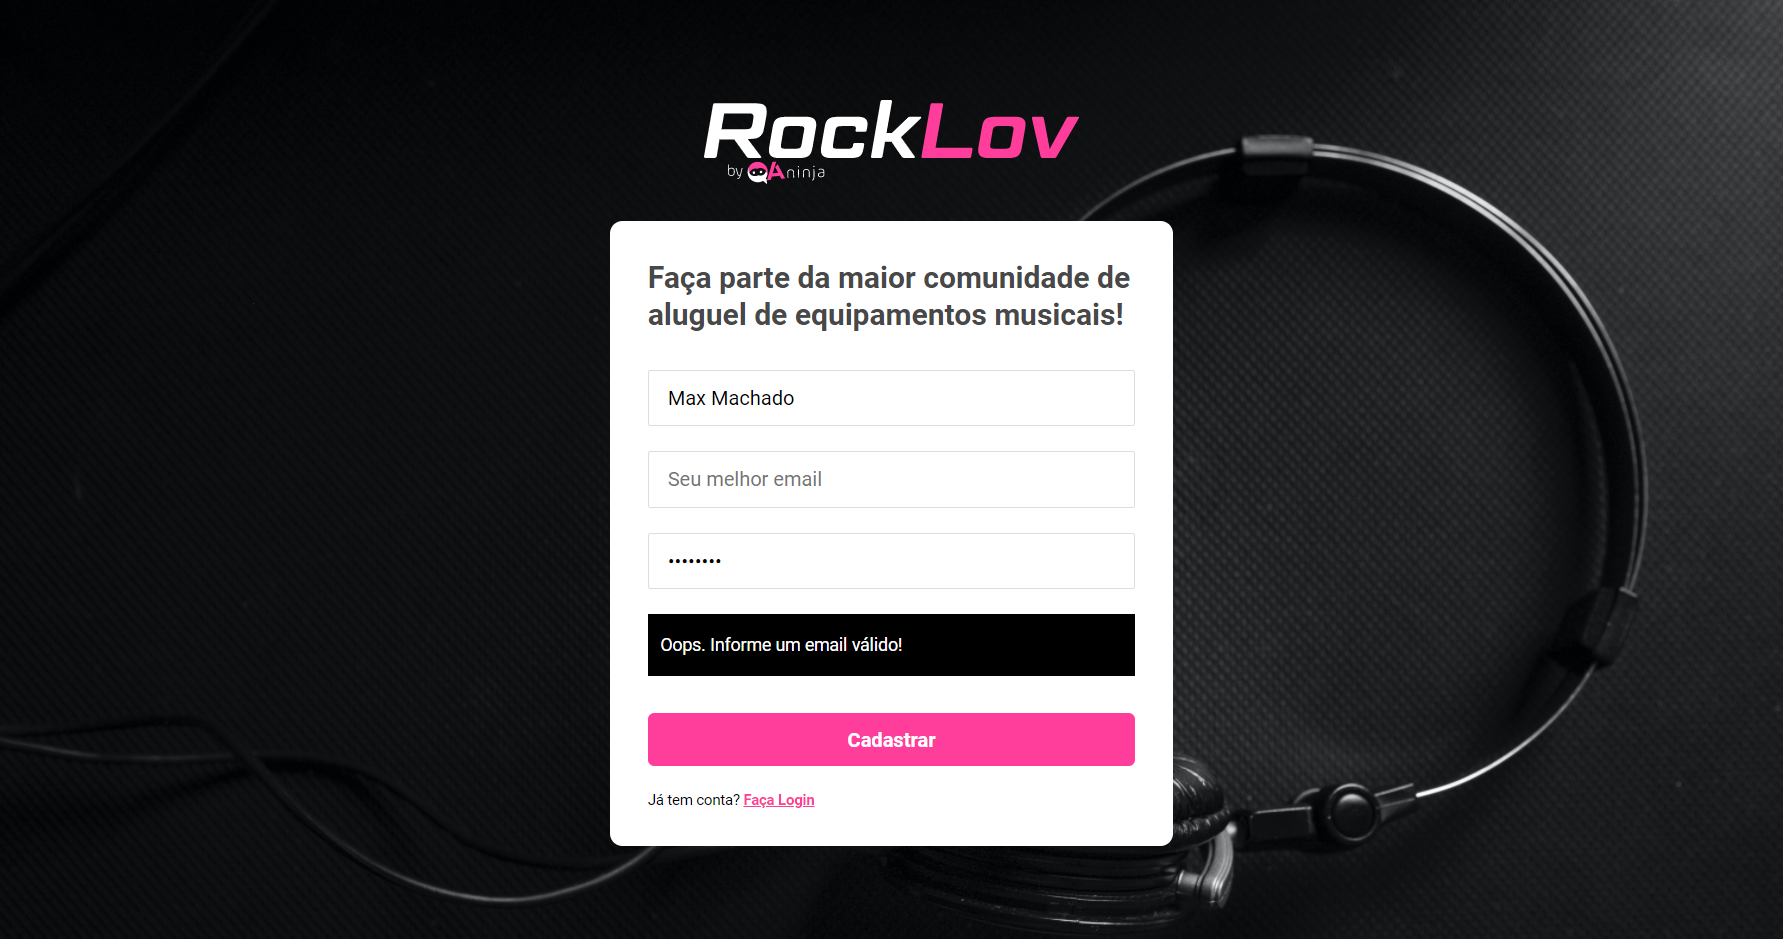 RockLov
by QAninja
Faça parte da maior comunidade de
aluguel de equipamentos musicais!
Max Machado
Seu melhor email
••••••••
Oops. Informe um email válido!
Cadastrar
Já tem conta? Faça Login